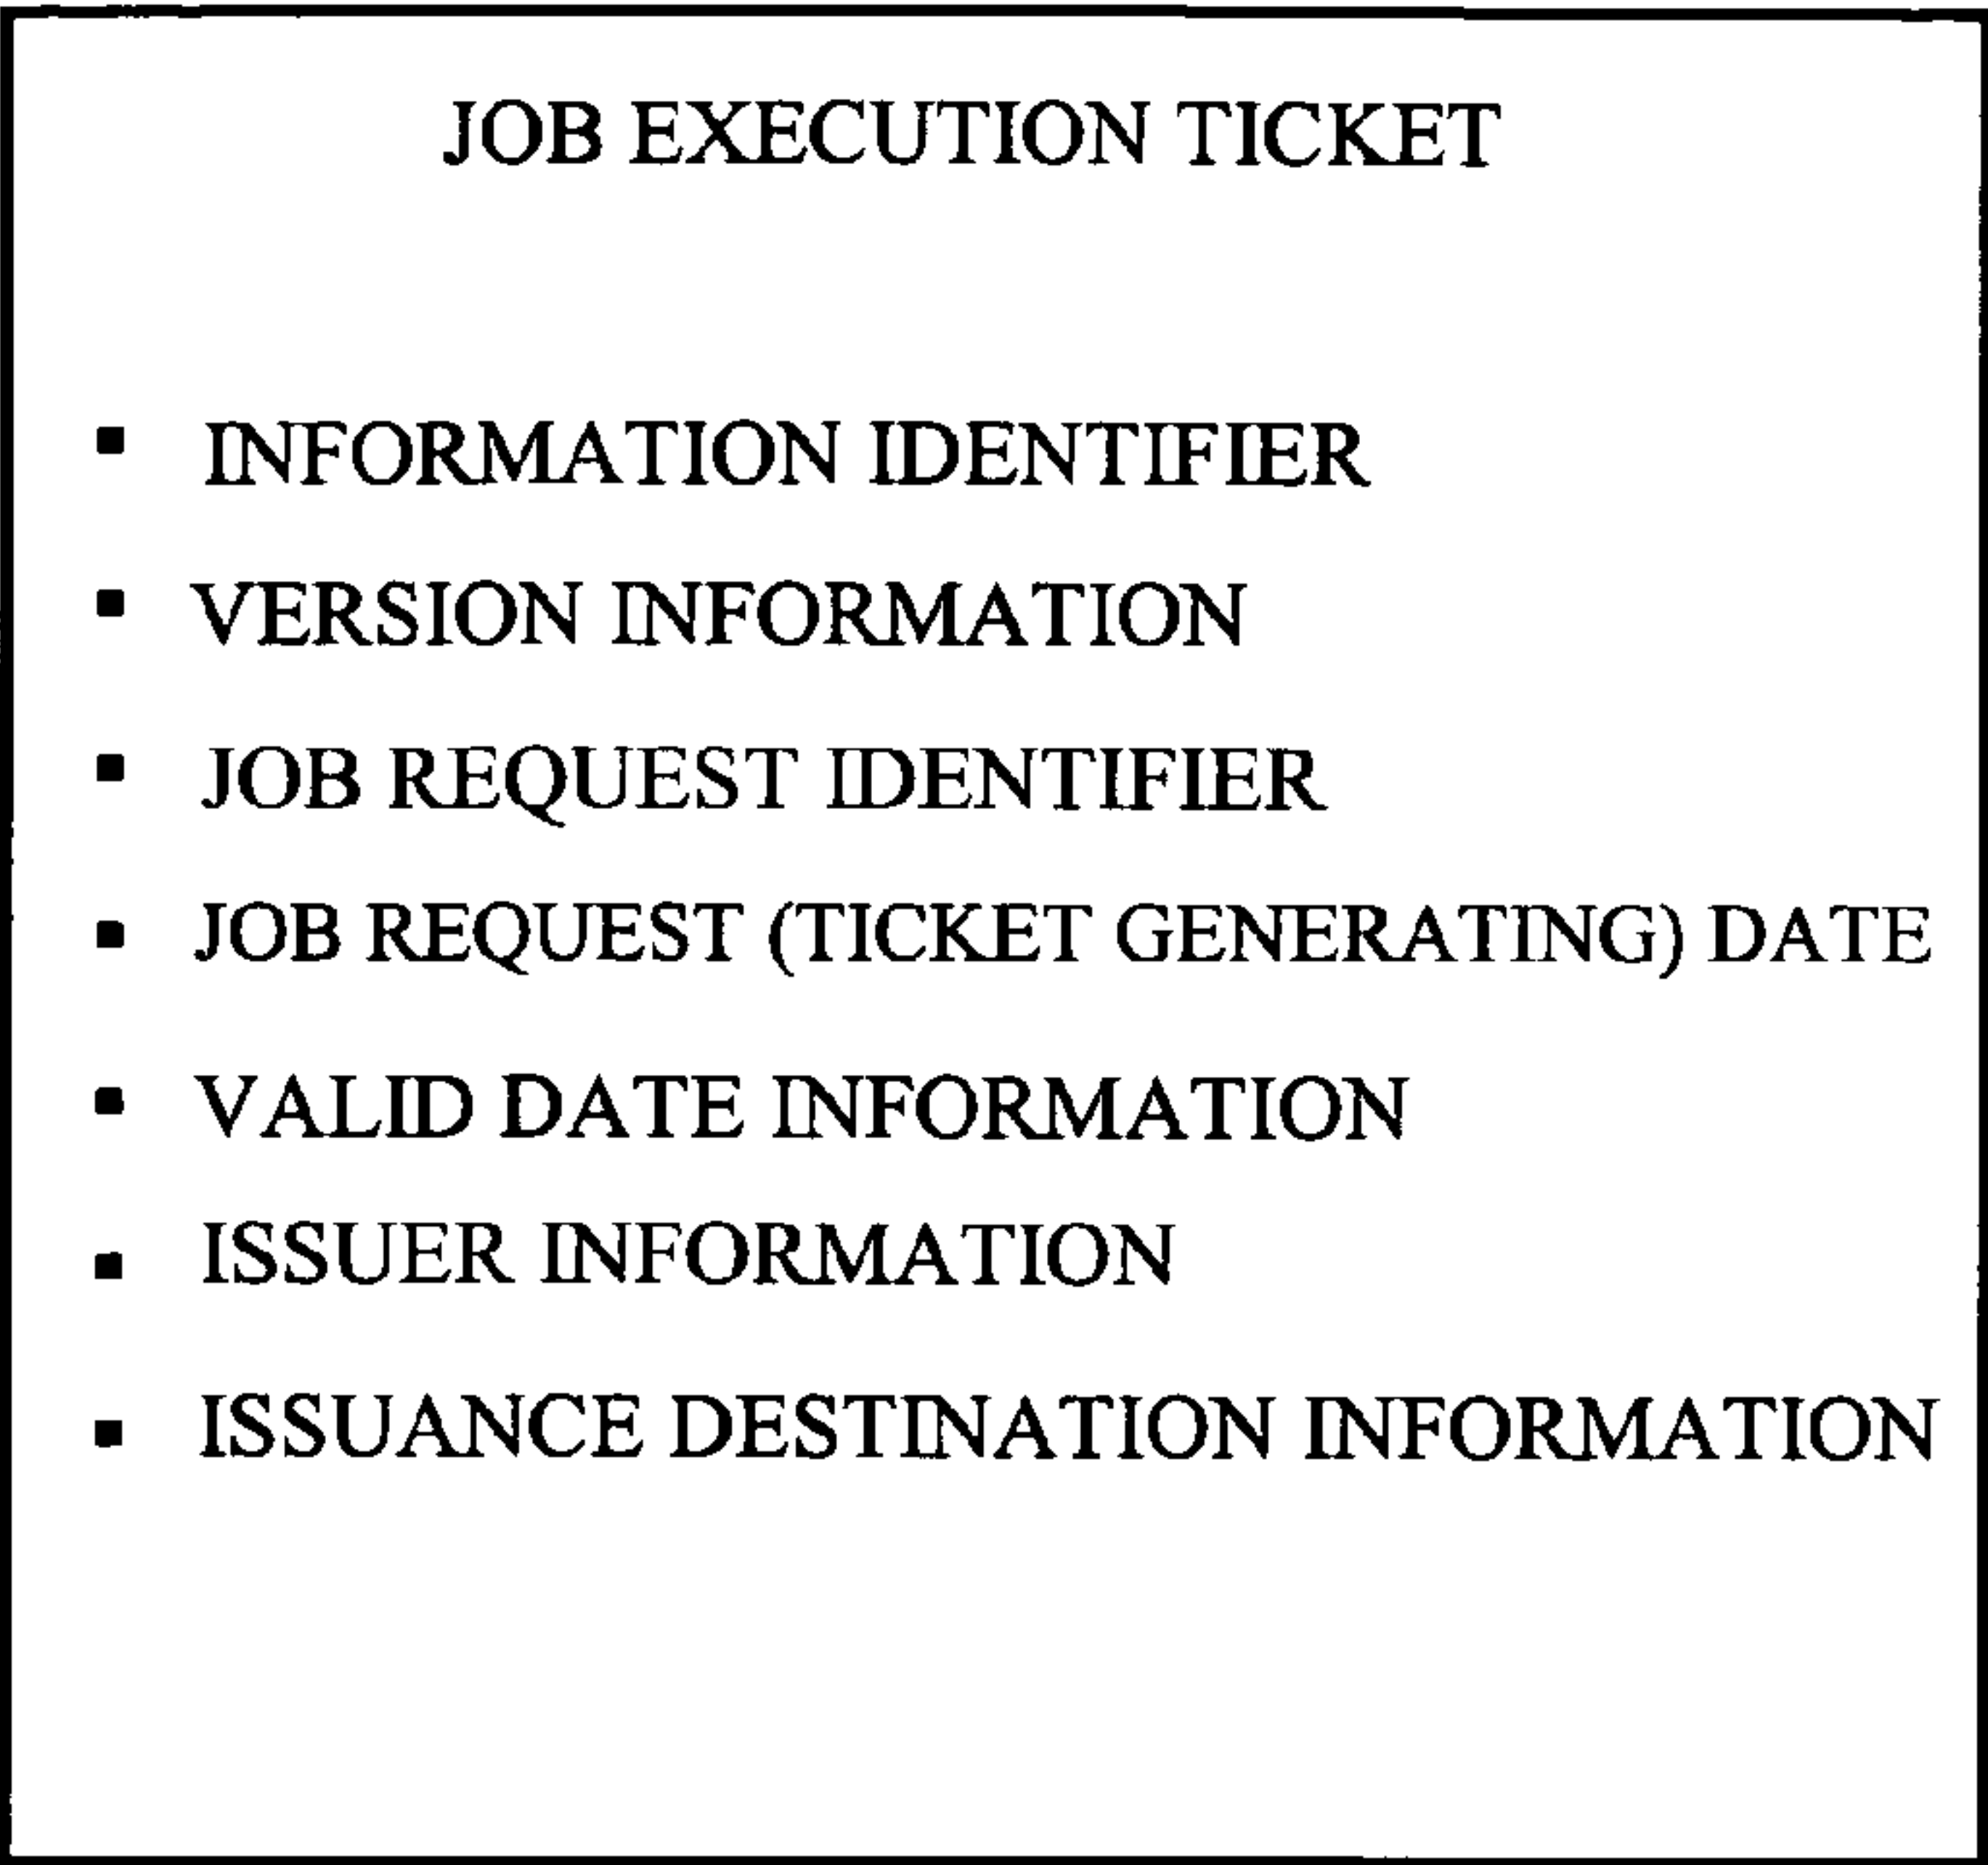 JOB EXECUTION TICKET
▪ INFORMATION IDENTIFIER
▪ VERSION INFORMATION
▪ JOB REQUEST IDENTIFIER
▪ JOB REQUEST (TICKET GENERATING) DATE
▪ VALID DATE INFORMATION
▪ ISSUER INFORMATION
▪ ISSUANCE DESTINATION INFORMATION